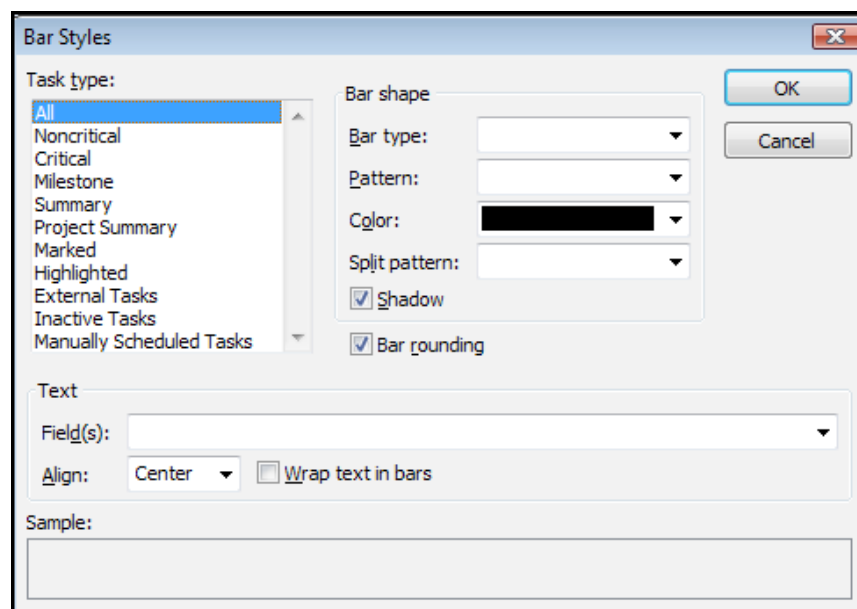 Bar Styles
Task type:
All
Noncritical
Critical
Milestone
Summary
Project Summary
Marked
Highlighted
External Tasks
Inactive Tasks
Manually Scheduled Tasks
Bar shape
Bar type:
Pattern:
Color:
Split pattern:
Shadow
Bar rounding
OK
Cancel
Text
Field(s):
Align: Center Wrap text in bars
Sample: